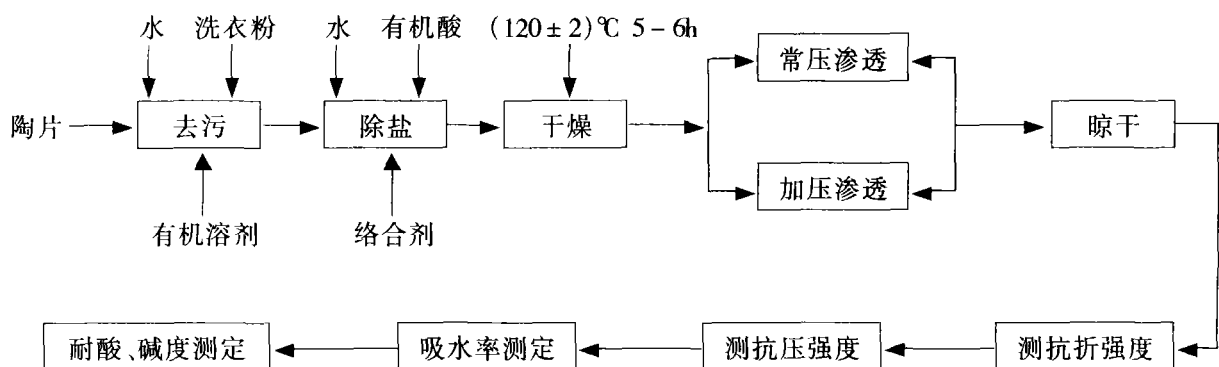 水 洗衣粉 水 有机酸 (120±2)℃ 5-6h
常压渗透
陶片 去污 除盐 干燥 晾干
加压渗透
有机溶剂 络合剂
耐酸、碱度测定 吸水率测定 测抗压强度 测抗折强度